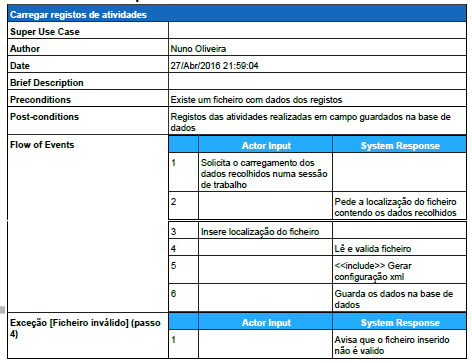 Carregar registos de atividades
Super Use Case
Author Nuno Oliveira
Date 27/Abr/2016 21:59:04
Brief Description
Preconditions Existe um ficheiro com dados dos registos
Post-conditions Registos das atividades realizadas em campo guardados na base de
dados
Flow of Events Actor Input System Response
1 Solicita o carregamento dos
dados recolhidos numa sessão
de trabalho
2 Pede a localização do ficheiro
contendo os dados recolhidos
3 Insere localização do ficheiro
4 Lê e valida ficheiro
5 <<include>> Gerar
configuração xml
6 Guarda os dados na base de
dados
Exceção [Ficheiro inválido] (passo
4) Actor Input System Response
1 Avisa que o ficheiro inserido
não é valido